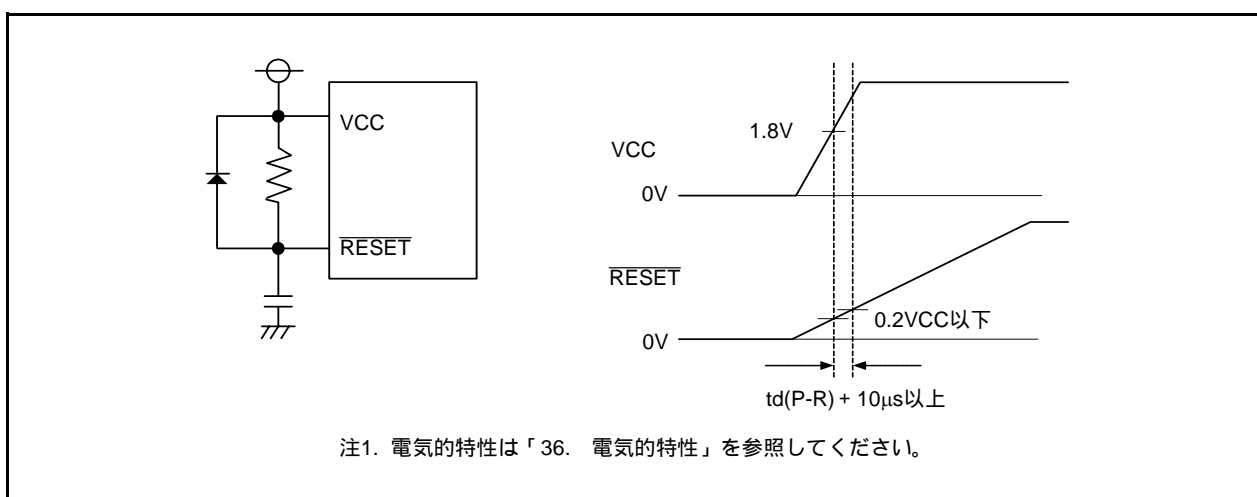 VCC
RESET
1.8V
VCC
0V
RESET
0.2VCC以下
0V
td(P-R) + 10μs以上
注1. 電気的特性は「36. 電気的特性」を参照してください。